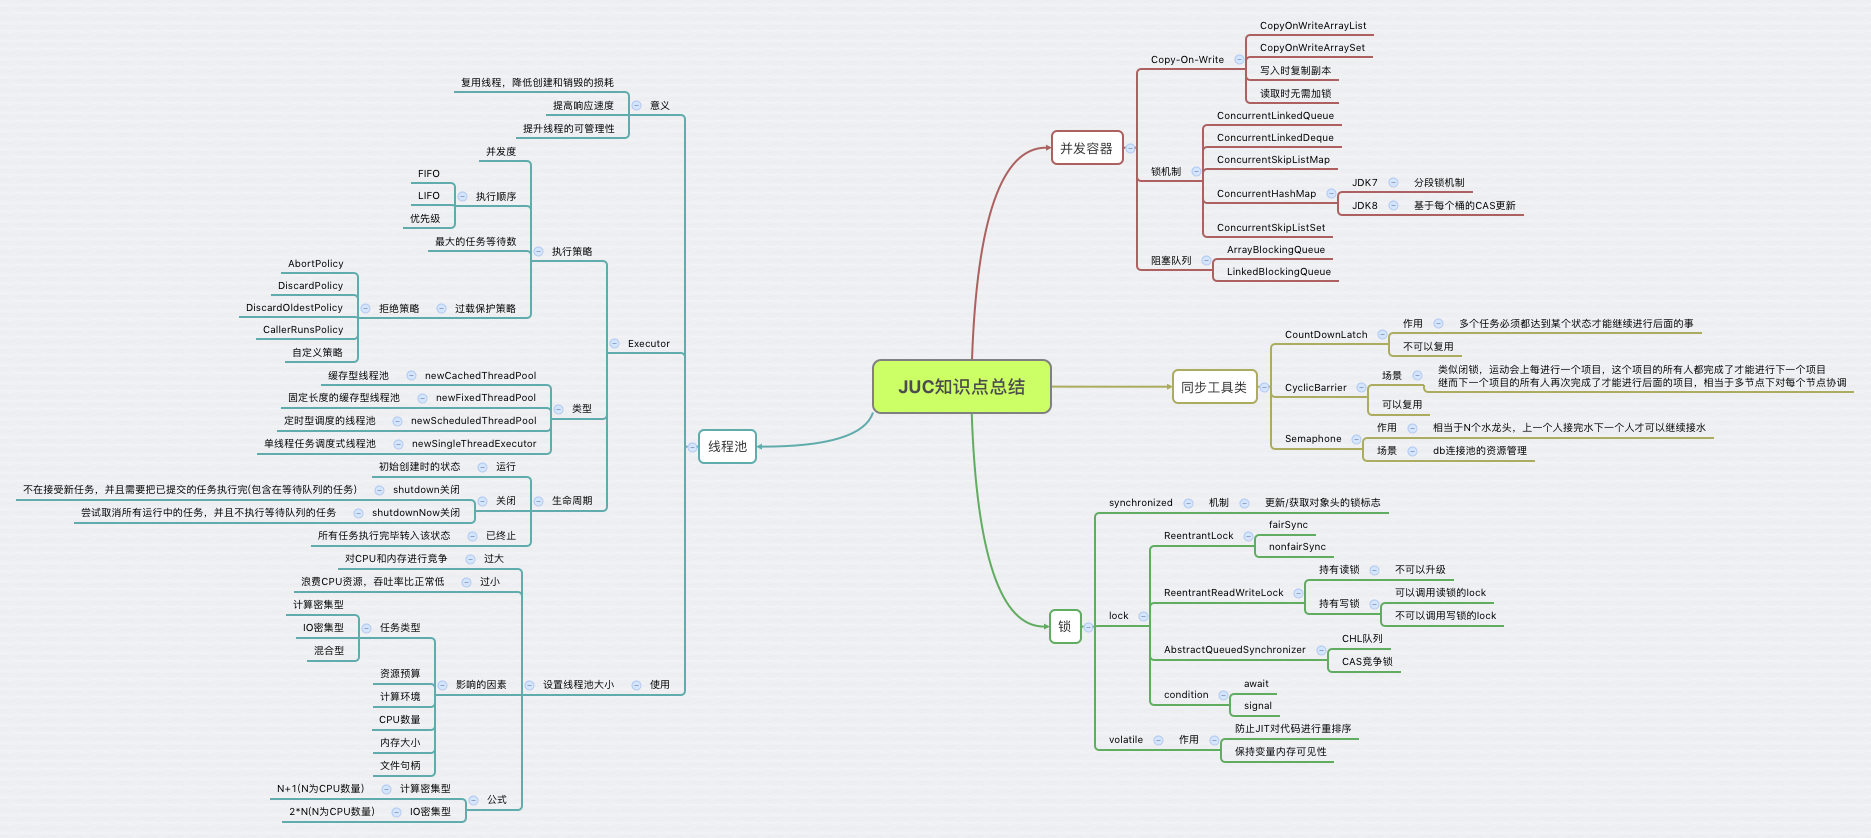 JUC知识点总结
并发容器
Copy-On-Write
CopyOnWriteArrayList
CopyOnWriteArraySet
写入时复制副本
读取时无需加锁
锁机制
ConcurrentLinkedQueue
ConcurrentLinkedDeque
ConcurrentSkipListMap
ConcurrentHashMap
JDK7
分段锁机制
JDK8
基于每个桶的CAS更新
ConcurrentSkipListSet
阻塞队列
ArrayBlockingQueue
LinkedBlockingQueue
同步工具类
CountDownLatch
作用
多个任务必须都达到某个状态才能继续进行后面的事
不可以复用
CyclicBarrier
场景
类似闭锁，运动会上每进行一个项目，这个项目的所有人都完成了才能进行下一个项目
继而下一个项目的所有人再次完成了才能进行后面的项目，相当于多节点下对每个节点协调
可以复用
Semaphone
作用
相当于N个水龙头，上一个人接完水下一个人才可以继续接水
场景
db连接池的资源管理
锁
synchronized
机制
更新/获取对象头的锁标志
lock
ReentrantLock
fairSync
nonfairSync
ReentrantReadWriteLock
持有读锁
不可以升级
持有写锁
可以调用读锁的lock
不可以调用写锁的lock
AbstractQueuedSynchronizer
CHL队列
CAS竞争锁
condition
await
signal
volatile
作用
防止JIT对代码进行重排序
保持变量内存可见性
线程池
意义
复用线程，降低创建和销毁的损耗
提高响应速度
提升线程的可管理性
Executor
执行策略
并发度
执行顺序
FIFO
LIFO
优先级
最大的任务等待数
过载保护策略
拒绝策略
AbortPolicy
DiscardPolicy
DiscardOldestPolicy
CallerRunsPolicy
自定义策略
类型
newCachedThreadPool
缓存型线程池
newFixedThreadPool
固定长度的缓存型线程池
newScheduledThreadPool
定时型调度的线程池
newSingleThreadExecutor
单线程任务调度式线程池
生命周期
运行
初始创建时的状态
关闭
shutdown关闭
不在接受新任务，并且需要把已提交的任务执行完(包含在等待队列的任务)
shutdownNow关闭
尝试取消所有运行中的任务，并且不执行等待队列的任务
已终止
所有任务执行完毕转入该状态
使用
设置线程池大小
过大
对CPU和内存进行竞争
过小
浪费CPU资源，吞吐率比正常低
影响的因素
任务类型
计算密集型
IO密集型
混合型
资源预算
计算环境
CPU数量
内存大小
文件句柄
公式
计算密集型
N+1(N为CPU数量)
IO密集型
2*N(N为CPU数量)